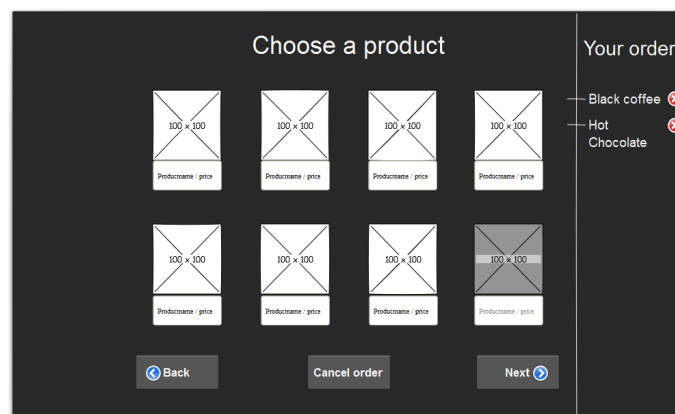 Choose a product
Your order
100 × 100
100 × 100
100 × 100
100 × 100
Black coffee
Hot
Chocolate
Productname / price
Productname / price
Productname / price
Productname / price
100 × 100
100 × 100
100 × 100
100 × 100
Productname / price
Productname / price
Productname / price
Productname / price
Back
Cancel order
Next